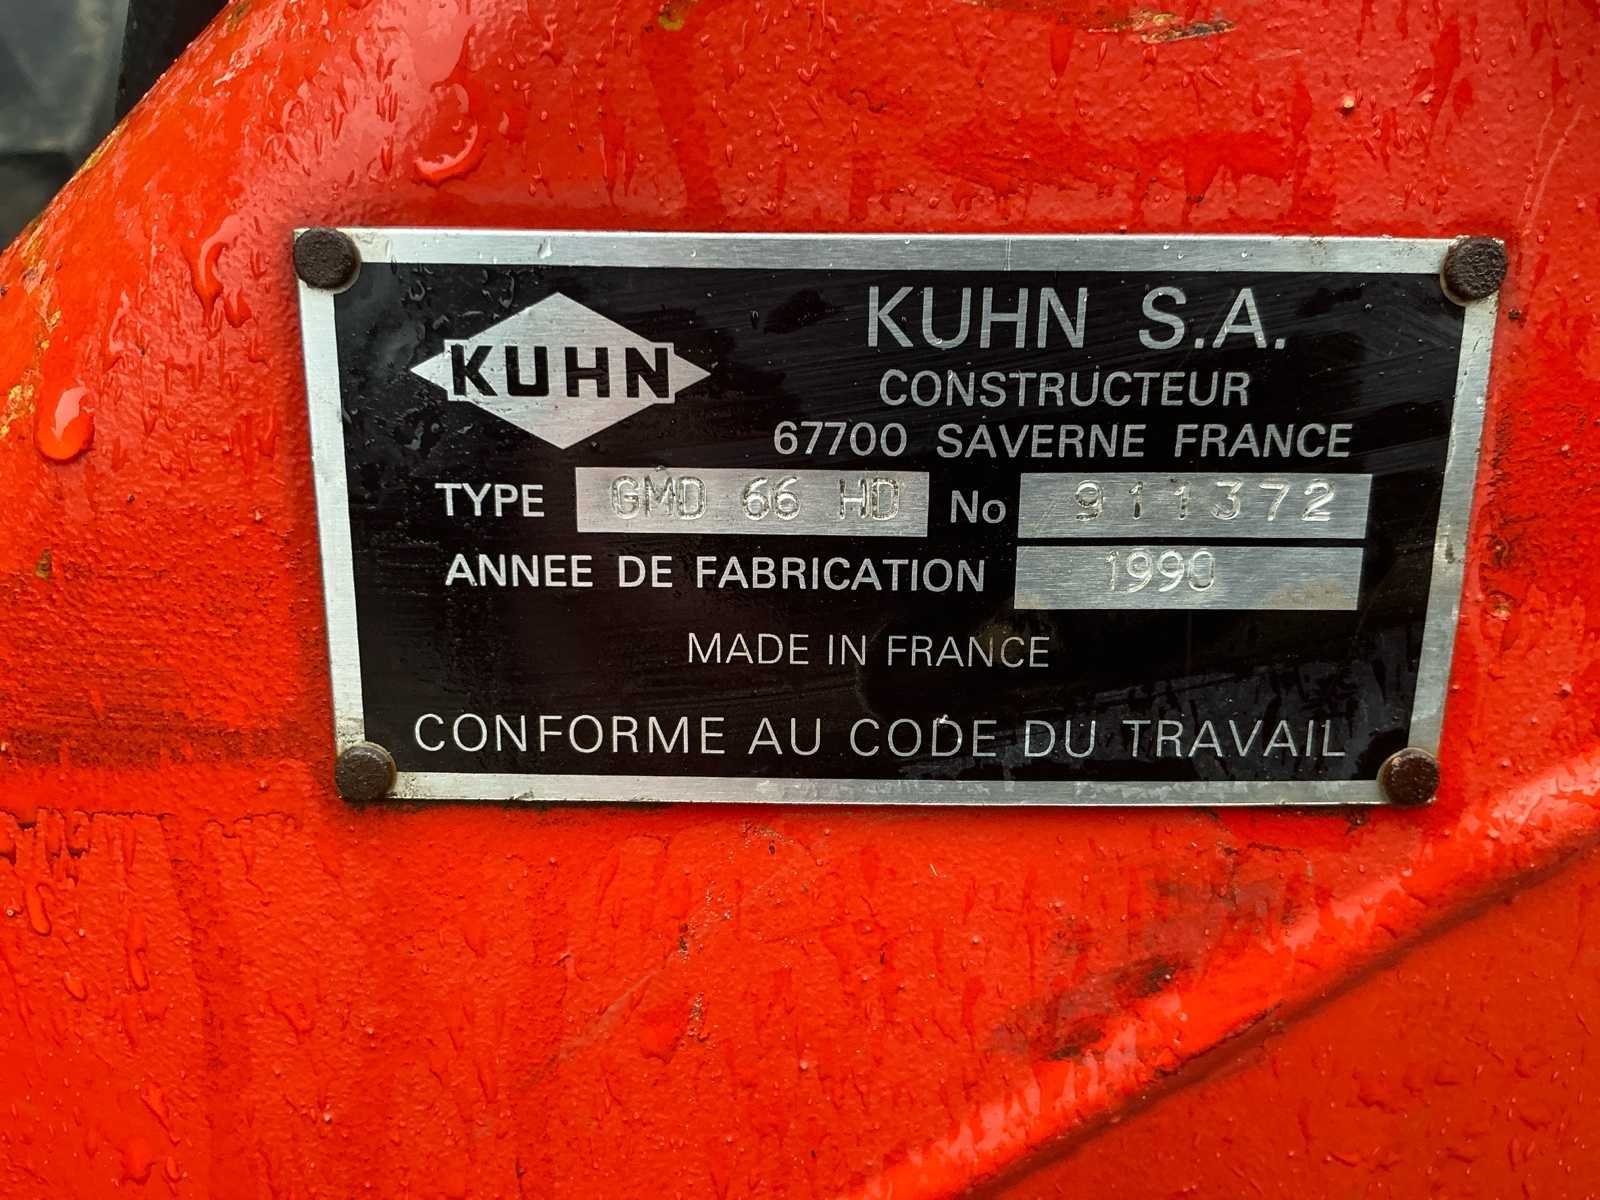 KUHN
KUHN S.A.
CONSTRUCTEUR
67700 SAVERNE FRANCE
TYPE GMD 66 HD No 911372
ANNEE DE FABRICATION 1990
MADE IN FRANCE
CONFORME AU CODE DU TRAVAIL